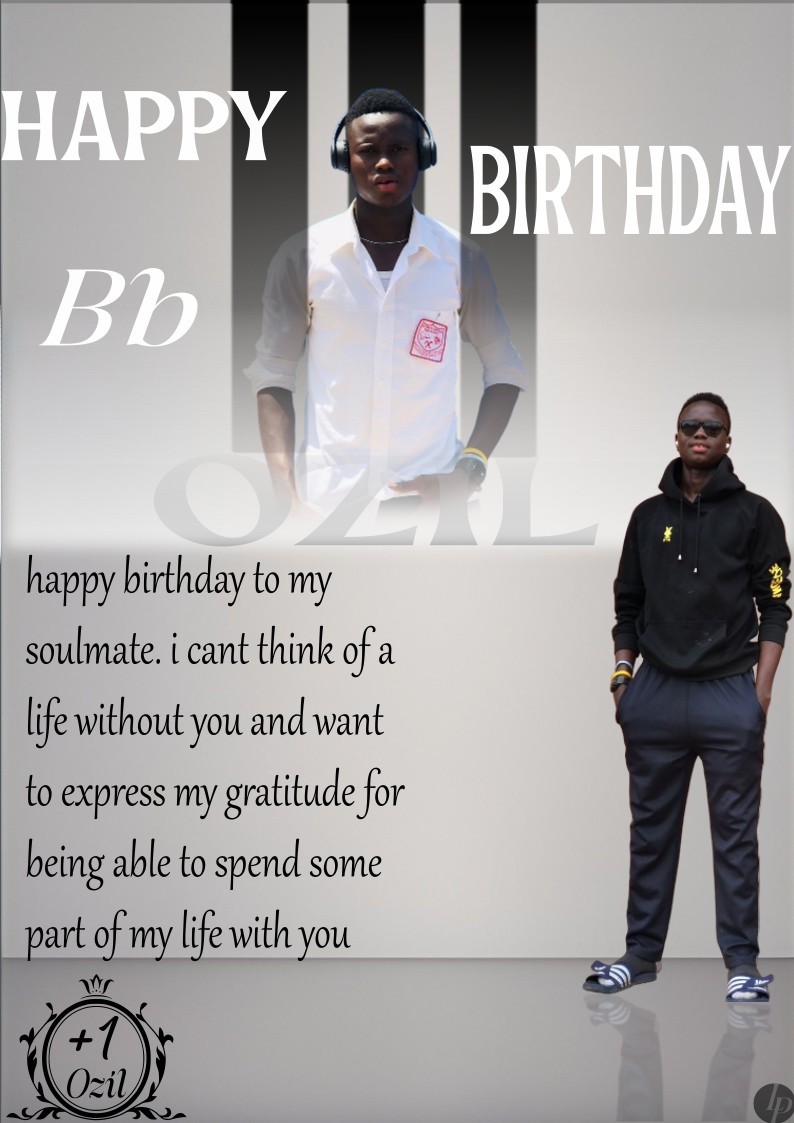 HAPPY
BIRTHDAY
Bb
OZIL
happy birthday to my
soulmate. i cant think of a
life without you and want
to express my gratitude for
being able to spend some
part of my life with you
+1
Ozil
lp